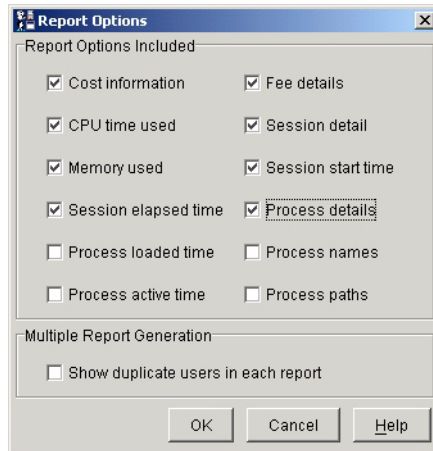 Report Options
Report Options Included
Cost information Fee details
CPU time used Session detail
Memory used Session start time
Session elapsed time Process details
Process loaded time Process names
Process active time Process paths
Multiple Report Generation
Show duplicate users in each report
OK Cancel Help